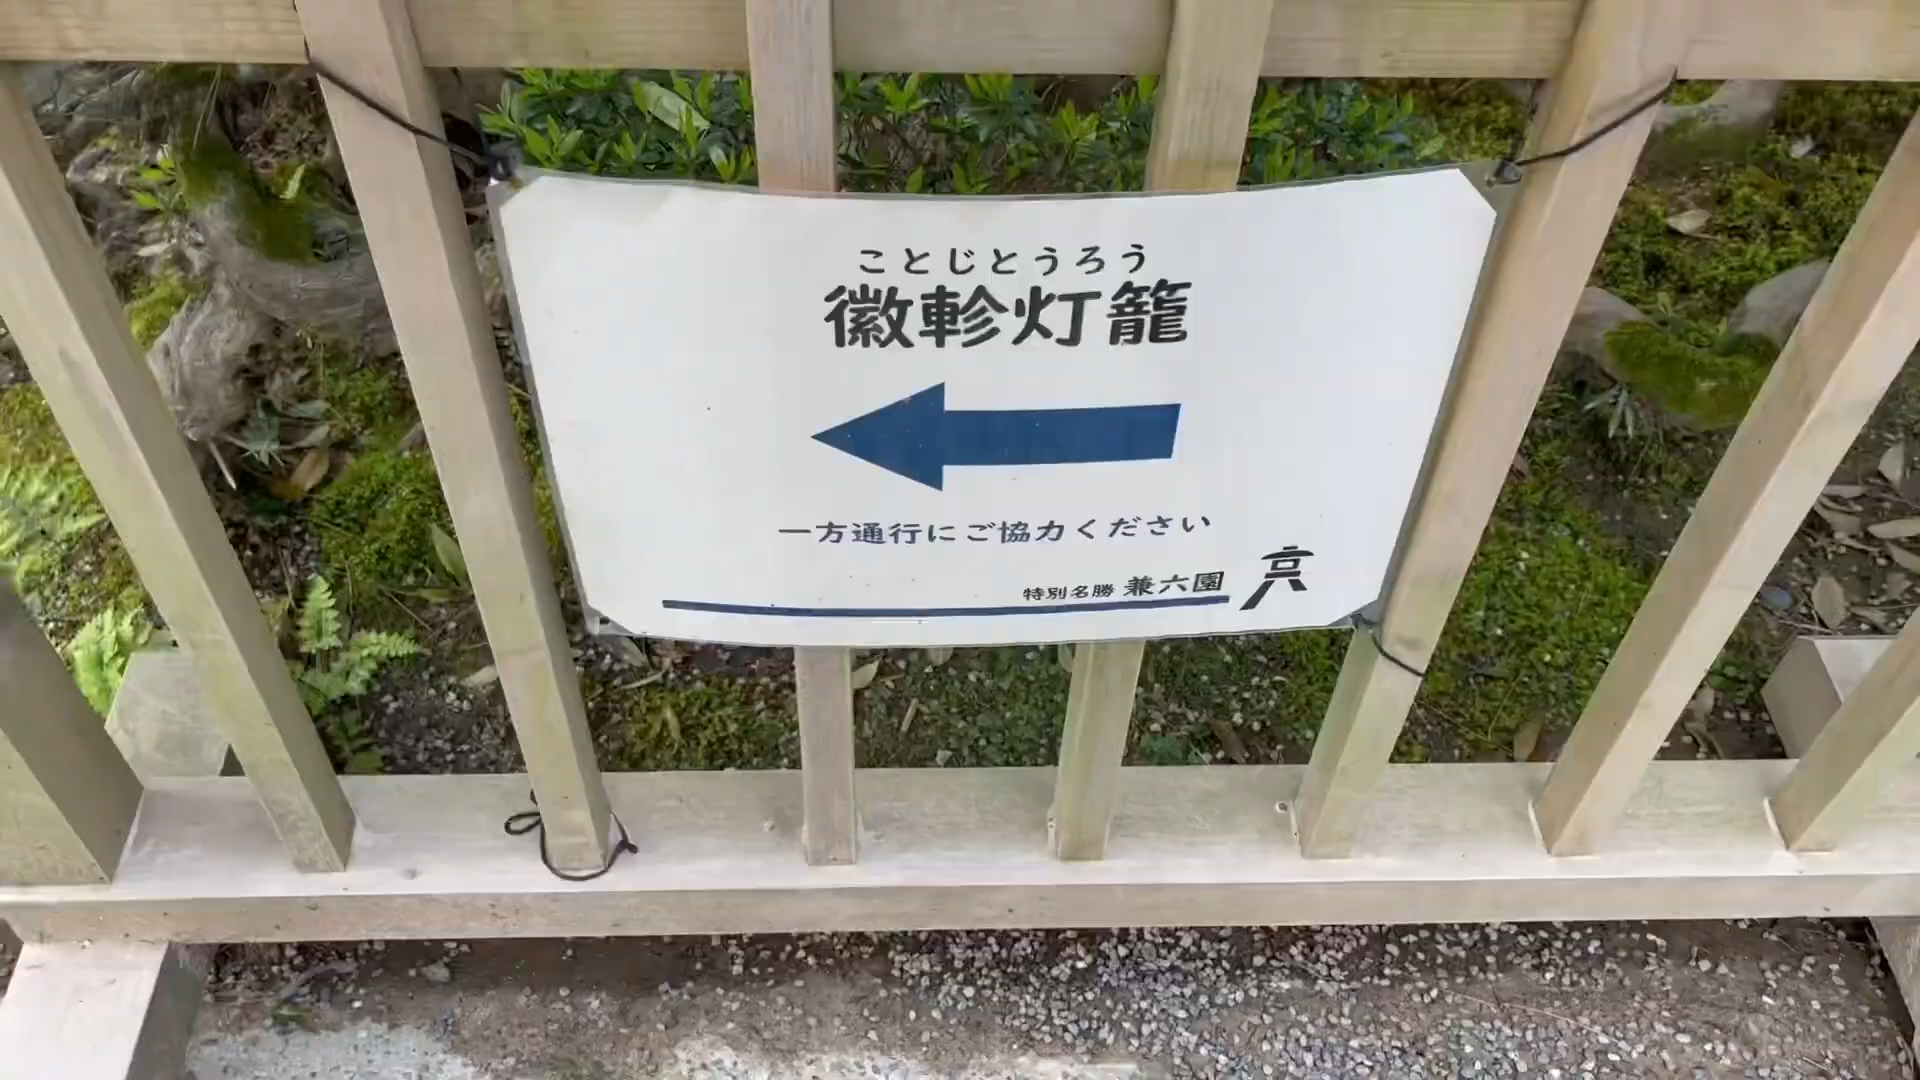 ことじとうろう
徽軫灯籠
一方通行にご協力ください
特別名勝 兼六園